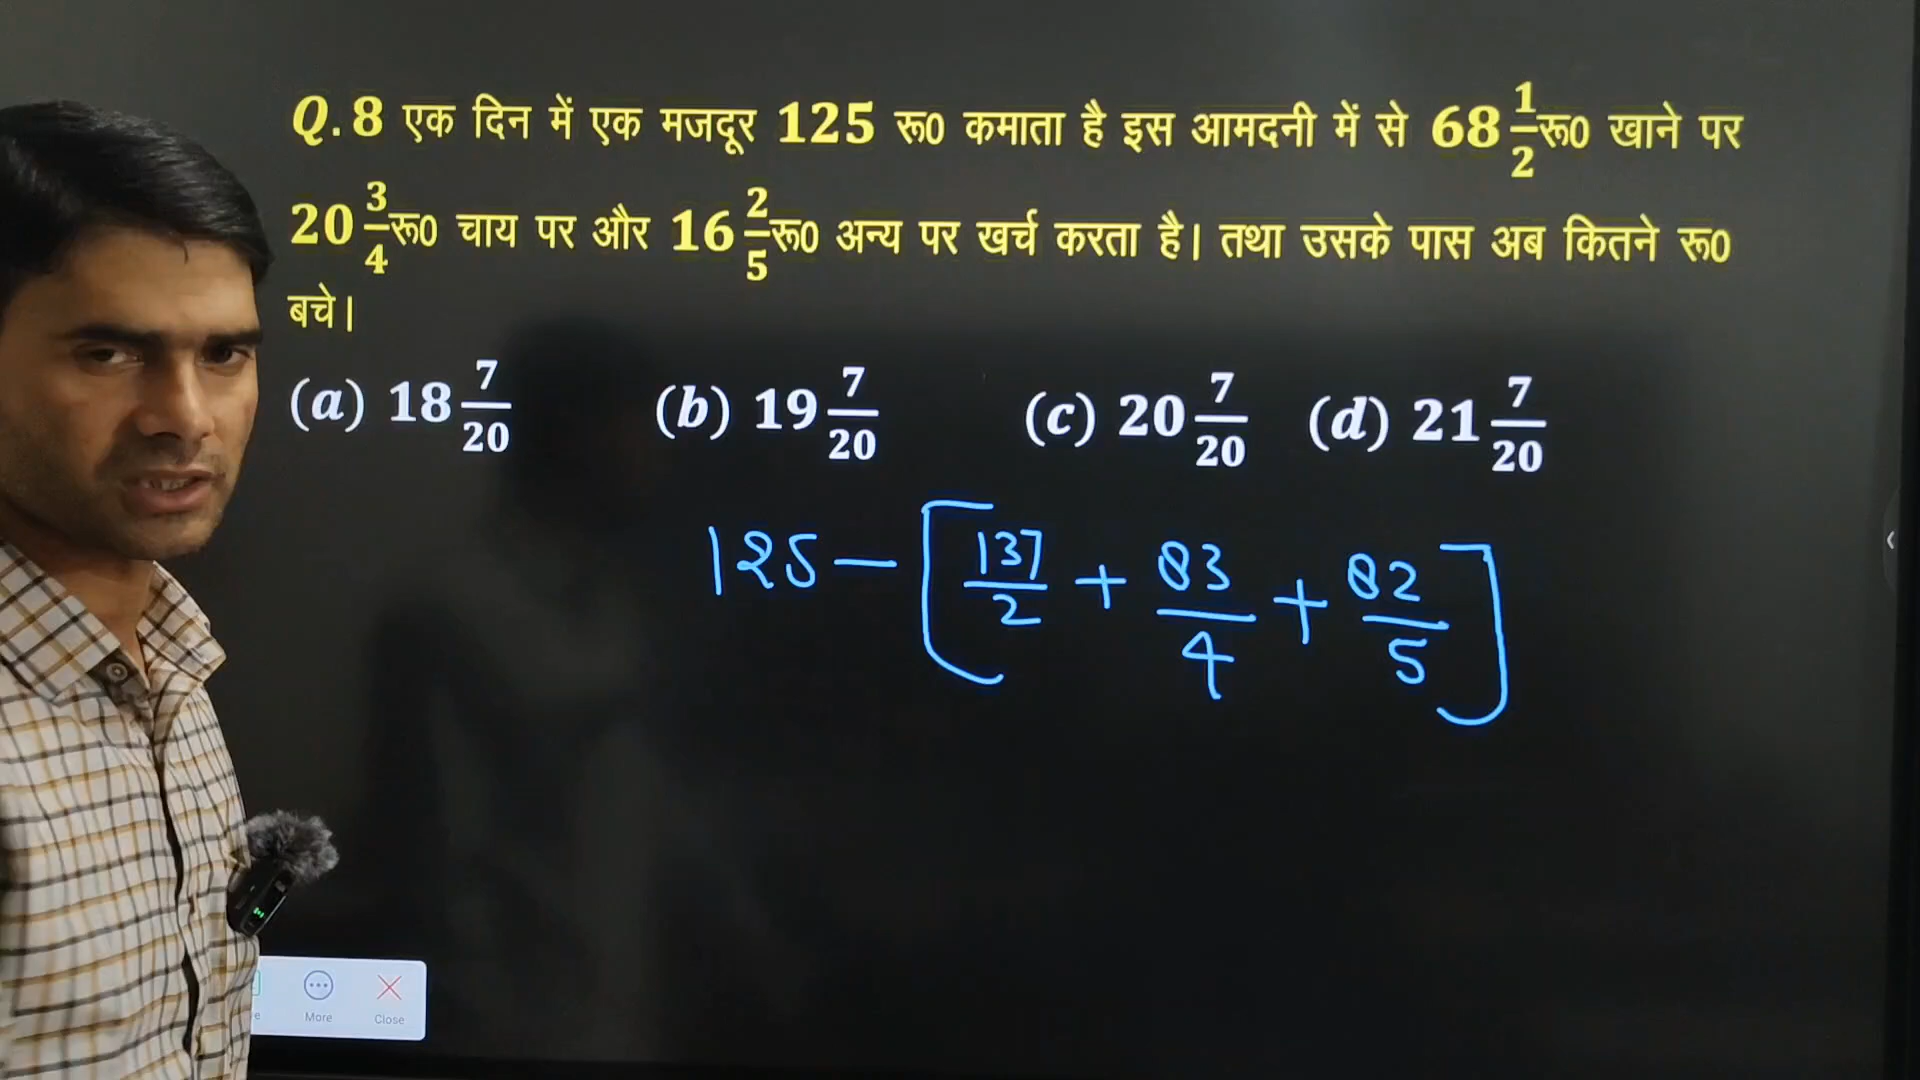 Q.8 एक दिन में एक मजदूर 125 रू0 कमाता है इस आमदनी में से 68 1/2 रू0 खाने पर
20 3/4 रू0 चाय पर और 16 2/5 रू0 अन्य पर खर्च करता है। तथा उसके पास अब कितने रू0
बचे।
(a) 18 7/20 (b) 19 7/20 (c) 20 7/20 (d) 21 7/20
125 - [137/2 + 83/4 + 82/5]
More Close